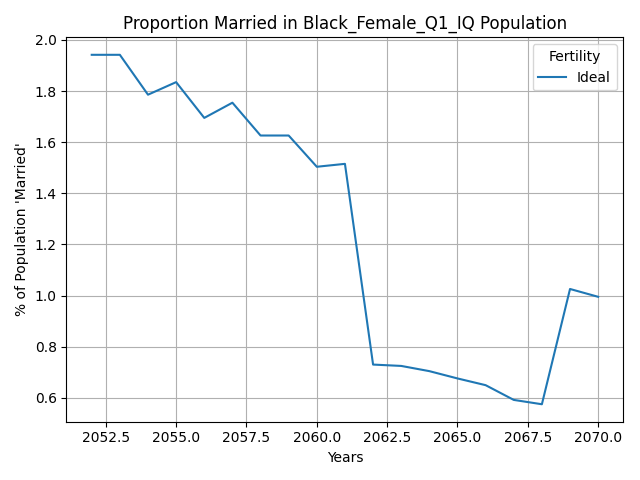 Proportion Married in Black_Female_Q1_IQ Population
% of Population 'Married'
2.0
1.8
1.6
1.4
1.2
1.0
0.8
0.6
Fertility
Ideal
2052.5 2055.0 2057.5 2060.0 2062.5 2065.0 2067.5 2070.0
Years